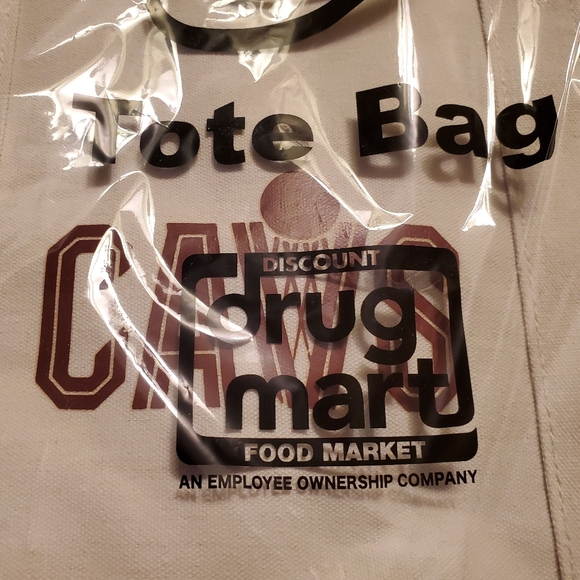 Tote Bag
CAVS
DISCOUNT
drug
mart
FOOD MARKET
AN EMPLOYEE OWNERSHIP COMPANY